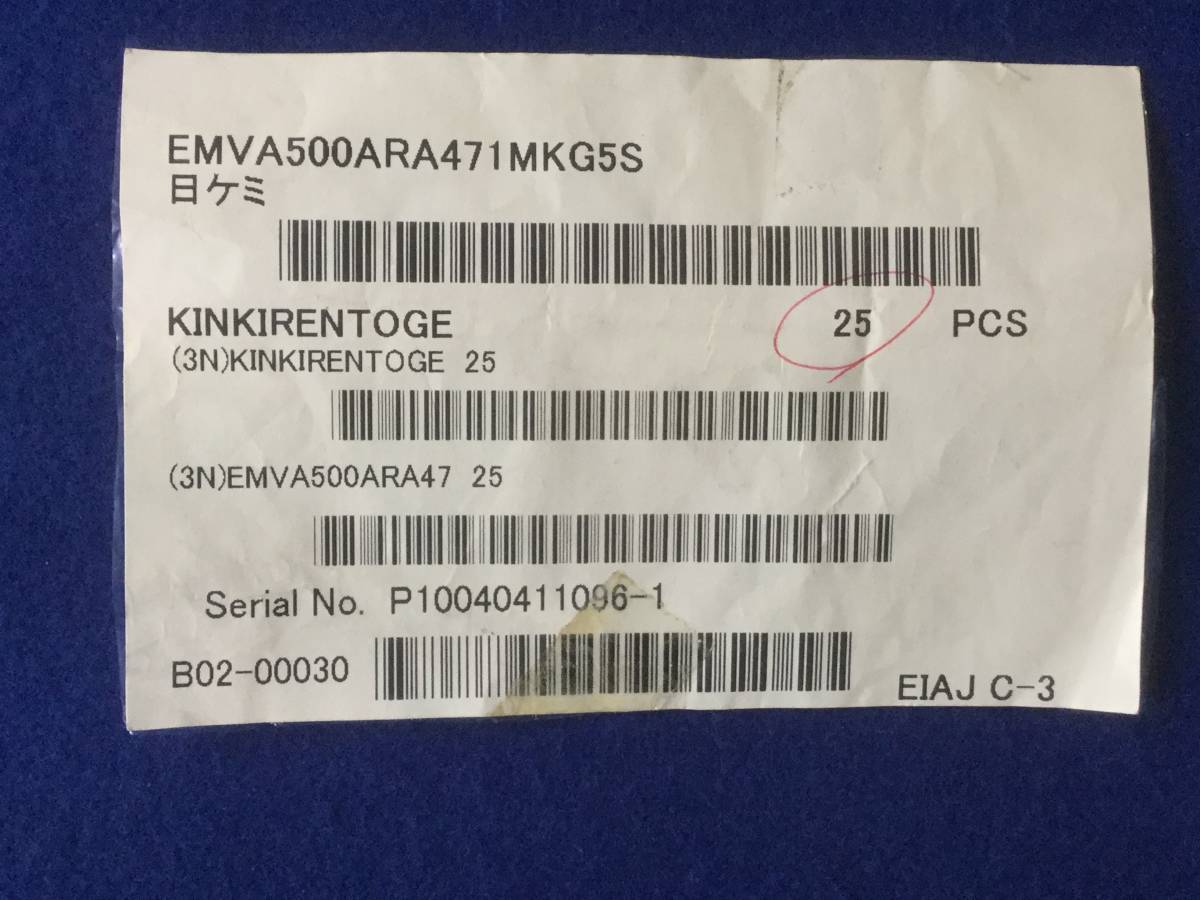 EMVA500ARA471MKG5S
日ケミ
KINKIRENTOGE 25 PCS
(3N)KINKIRENTOGE 25
(3N)EMVA500ARA47 25
Serial No. P10040411096-1
B02-00030
EIAJ C-3